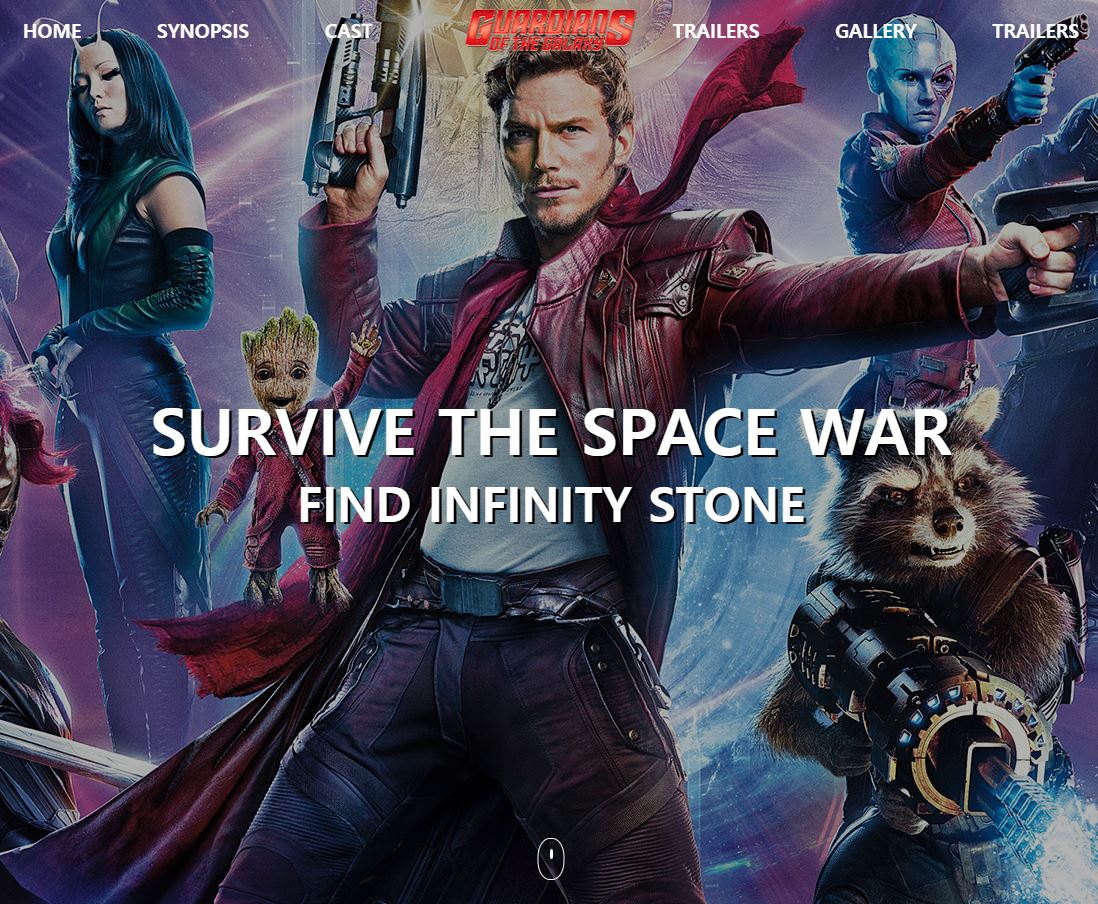 HOME SYNOPSIS CAST GUARDIANS OF THE GALAXY TRAILERS GALLERY TRAILERS
SURVIVE THE SPACE WAR
FIND INFINITY STONE